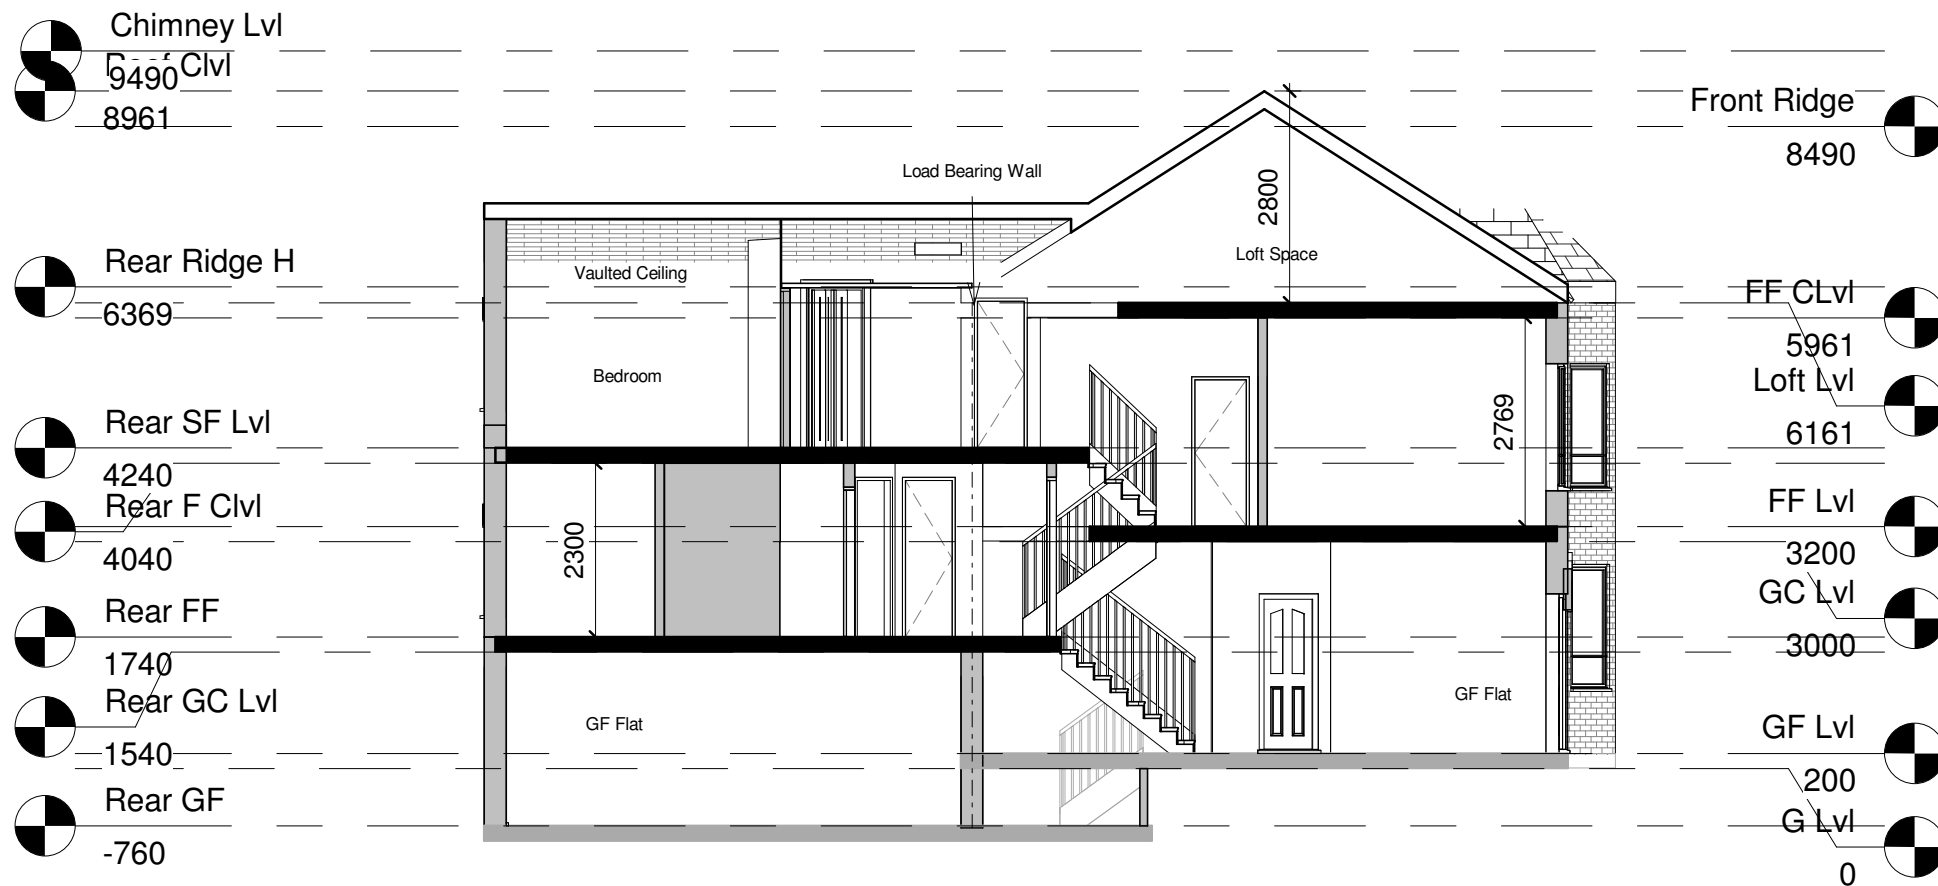 Chimney Lvl
9490
Roof Clvl
8961
Rear Ridge H
6369
Rear SF Lvl
4240
Rear F Clvl
4040
Rear FF
1740
Rear GC Lvl
1540
Rear GF
-760
Load Bearing Wall
2800
Loft Space
Vaulted Ceiling
Bedroom
2769
2300
GF Flat
GF Flat
Front Ridge
8490
FF CLvl
5961
Loft Lvl
6161
FF Lvl
3200
GC Lvl
3000
GF Lvl
200
G Lvl
0